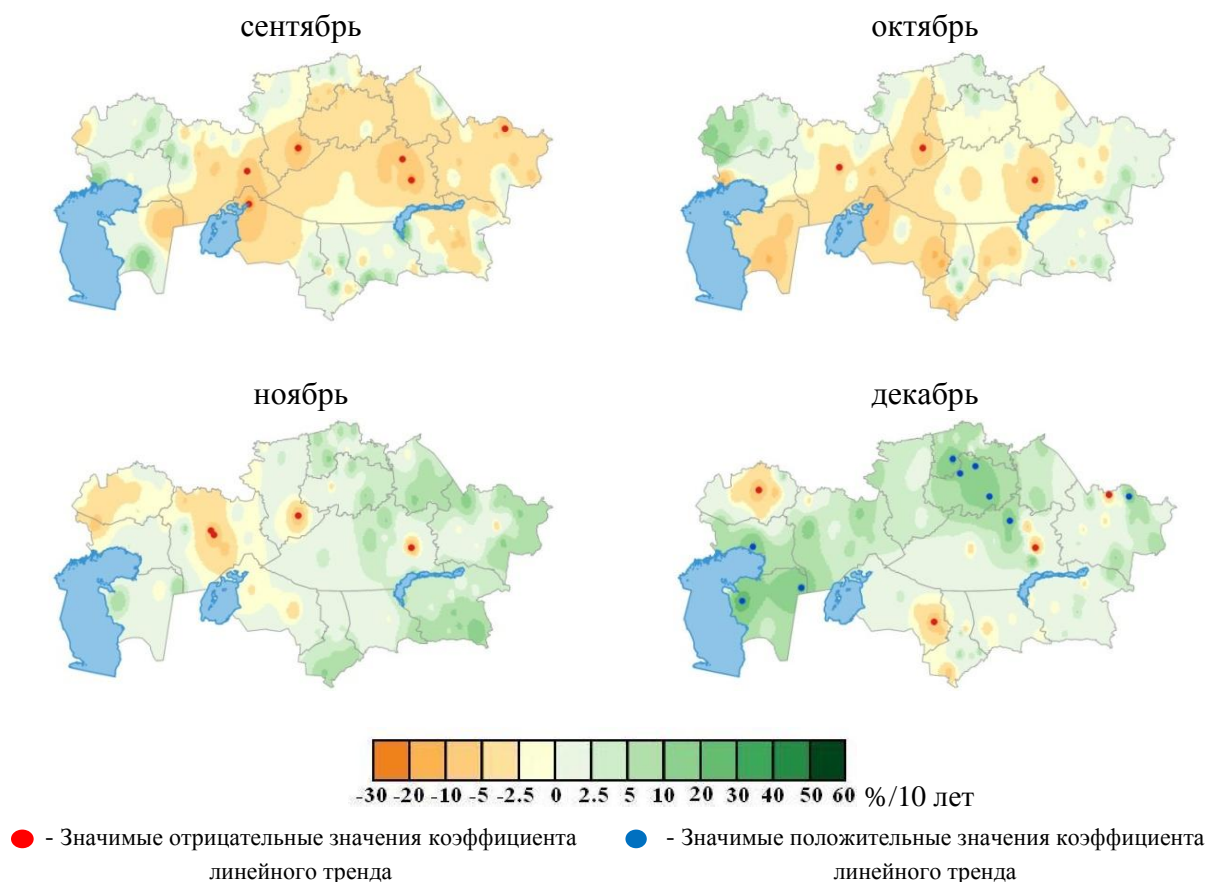 сентябрь
октябрь
ноябрь
декабрь
-30 -20 -10 -5 -2.5 0 2.5 5 10 20 30 40 50 60 %/10 лет
- Значимые отрицательные значения коэффициента линейного тренда
- Значимые положительные значения коэффициента линейного тренда